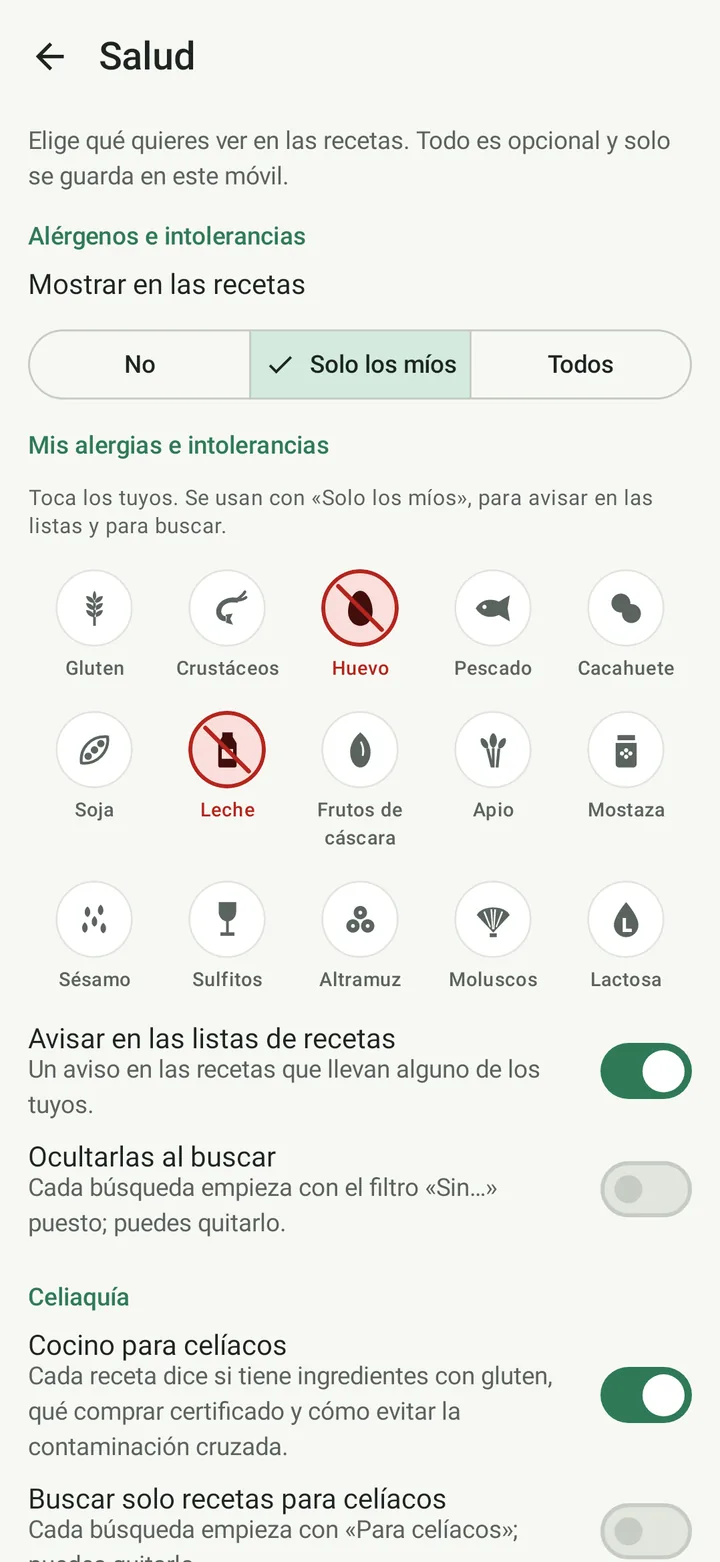 Salud
Elige qué quieres ver en las recetas. Todo es opcional y solo
se guarda en este móvil.
Alérgenos e intolerancias
Mostrar en las recetas
No
Solo los míos
Todos
Mis alergias e intolerancias
Toca los tuyos. Se usan con «Solo los míos», para avisar en las
listas y para buscar.
Gluten
Crustáceos
Huevo
Pescado
Cacahuete
Soja
Leche
Frutos de
cáscara
Apio
Mostaza
Sésamo
Sulfitos
Altramuz
Moluscos
L
Lactosa
Avisar en las listas de recetas
Un aviso en las recetas que llevan alguno de los
tuyos.
Ocultarlas al buscar
Cada búsqueda empieza con el filtro «Sin...»
puesto; puedes quitarlo.
Celiaquía
Cocino para celíacos
Cada receta dice si tiene ingredientes con gluten,
qué comprar certificado y cómo evitar la
contaminación cruzada.
Buscar solo recetas para celíacos
Cada búsqueda empieza con «Para celíacos»;
puedes quitarlo.